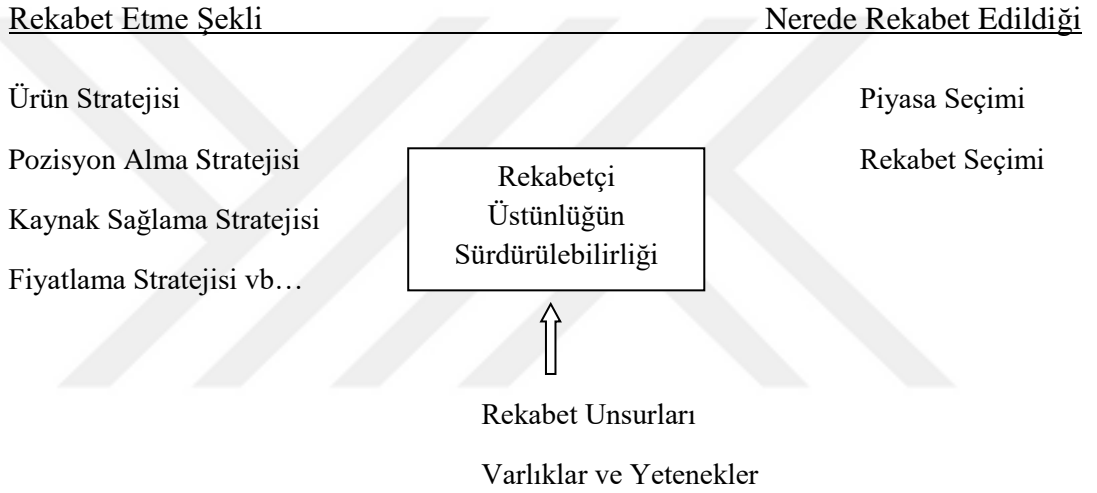 Rekabet Etme Şekli
Nerede Rekabet Edildiği
Ürün Stratejisi
Pozisyon Alma Stratejisi
Kaynak Sağlama Stratejisi
Fiyatlama Stratejisi vb…
Rekabetçi
Üstünlüğün
Sürdürülebilirliği
Piyasa Seçimi
Rekabet Seçimi
Rekabet Unsurları
Varlıklar ve Yetenekler